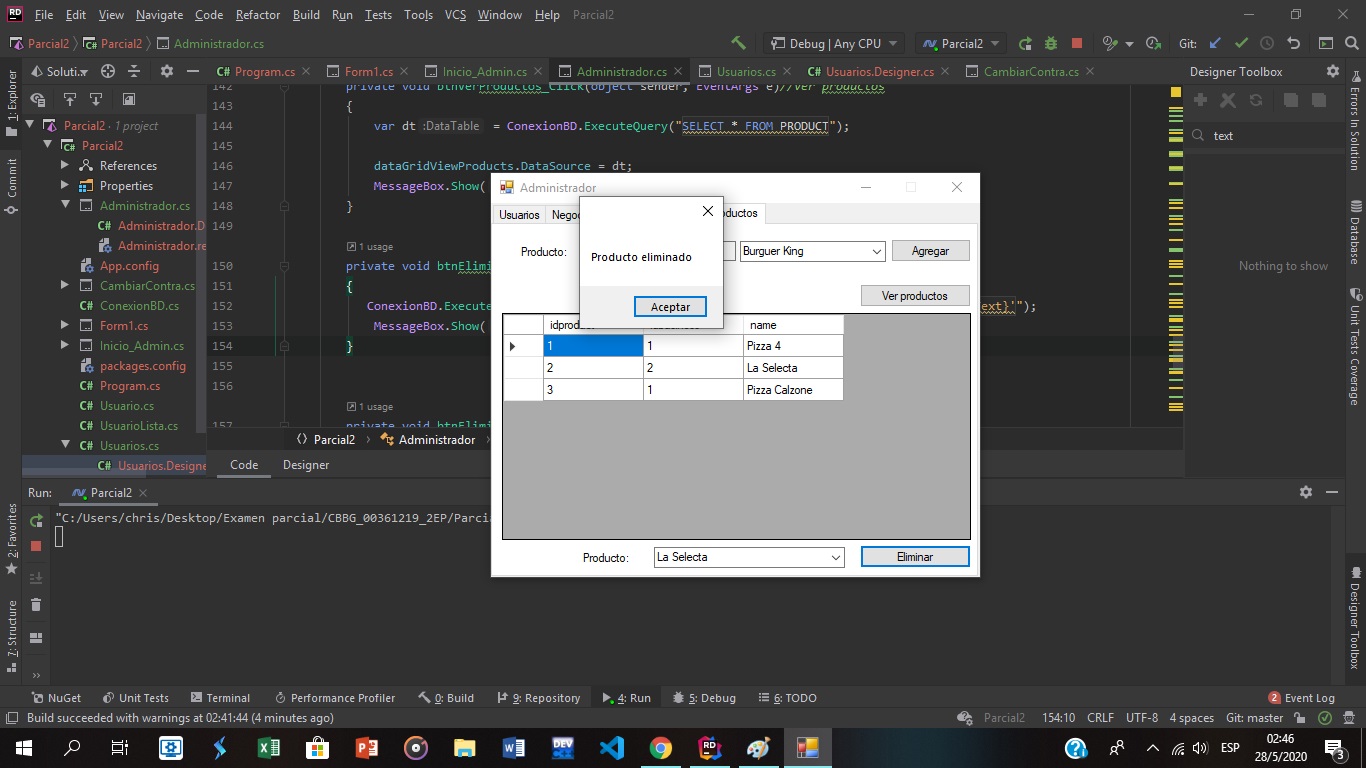 File Edit View Navigate Code Refactor Build Run Tests Tools VCS Window Help Parcial2
Parcial2 Parcial2 Administrador.cs
Debug | Any CPU Parcial2 Git:
Soluti... Program.cs Form1.cs Inicio_Admin.cs Administrador.cs Usuarios.cs Usuarios.Designer.cs CambiarContra.cs Designer Toolbox
1: Explorer
Commit
2: Favorites
7: Structure
Parcial2 · 1 project
Parcial2
References
Properties
Administrador.cs
Administrador.D
Administrador.re
App.config
CambiarContra.cs
ConexionBD.cs
Form1.cs
Inicio_Admin.cs
packages.config
Program.cs
Usuario.cs
UsuarioLista.cs
Usuarios.cs
Usuarios.Designe
142 private void btnVerProductos_Click(object sender, EventArgs e)//Ver productos
143 {
144 var dt :DataTable = ConexionBD.ExecuteQuery("SELECT * FROM PRODUCT");
145
146 dataGridViewProducts.DataSource = dt;
147 MessageBox.Show(
148 }
149
1 usage
150 private void btnElimi
151 {
152 ConexionBD.Execute ext}'");
153 MessageBox.Show(
154 }
155
156
1 usage
157 private void btnElimi
Parcial2 Administrador
Code Designer
text
Nothing to show
Errors In Solution
Database
Unit Tests Coverage
Designer Toolbox
Administrador
Usuarios Negoc oductos
Producto: Burguer King Agregar
Ver productos
idproduct name
1 1 Pizza 4
2 2 La Selecta
3 1 Pizza Calzone
Producto: La Selecta Eliminar
Producto eliminado
Aceptar
Run: Parcial2
"C:/Users/chris/Desktop/Examen parcial/CBBG_00361219_2EP/Parcia
NuGet Unit Tests Terminal Performance Profiler 0: Build 9: Repository 4: Run 5: Debug 6: TODO 2 Event Log
Build succeeded with warnings at 02:41:44 (4 minutes ago) Parcial2 154:10 CRLF UTF-8 4 spaces Git: master
ESP
02:46
28/5/2020
3